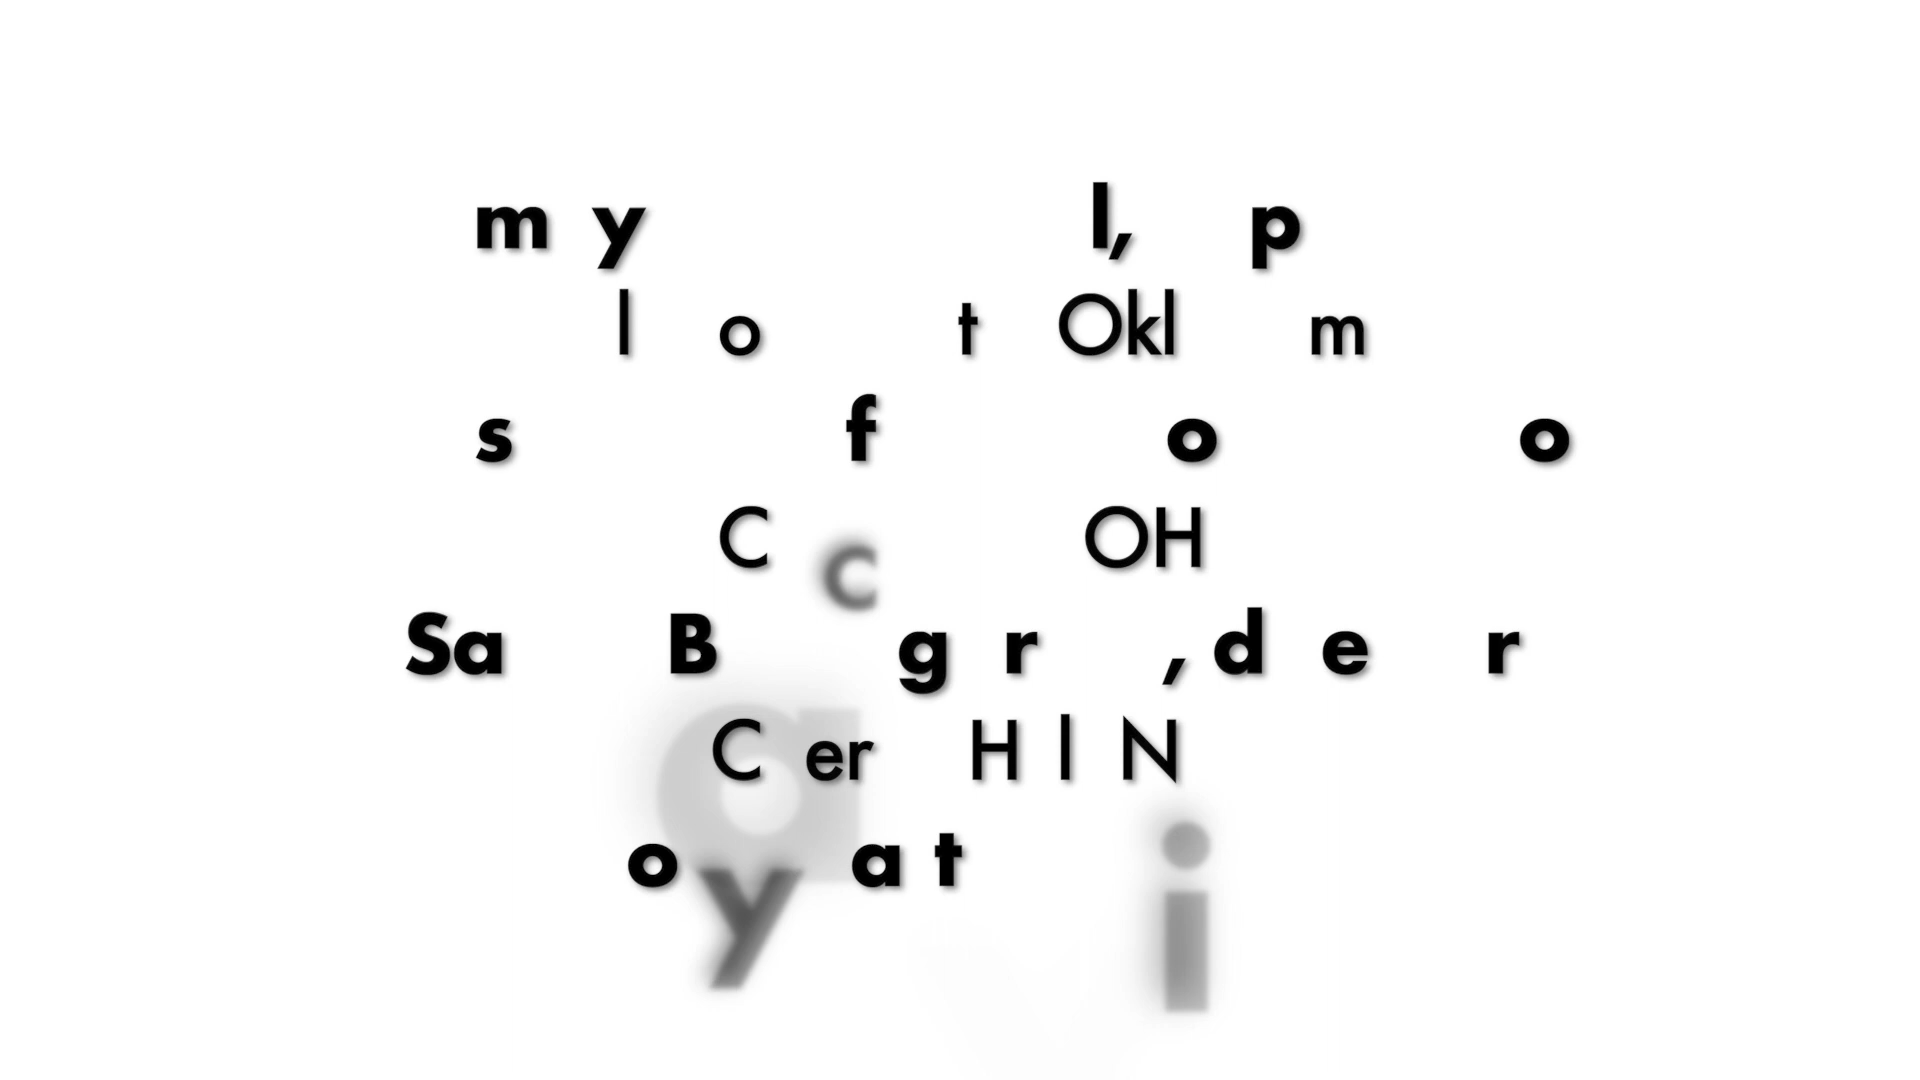 m y l, p
l o t Okl m
s f o o
C c OH
Sa B g r , d e r
C er H l N
o y a t i
a